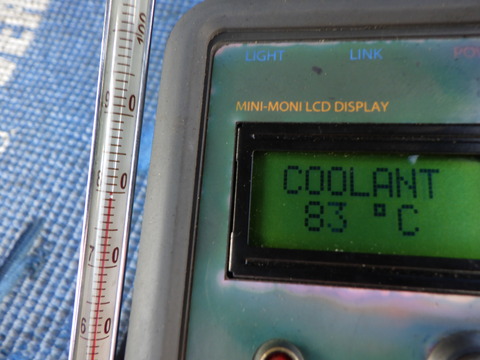 100
90
80
70
60
LIGHT LINK
MINI-MONI LCD DISPLAY
COOLANT
83 °C